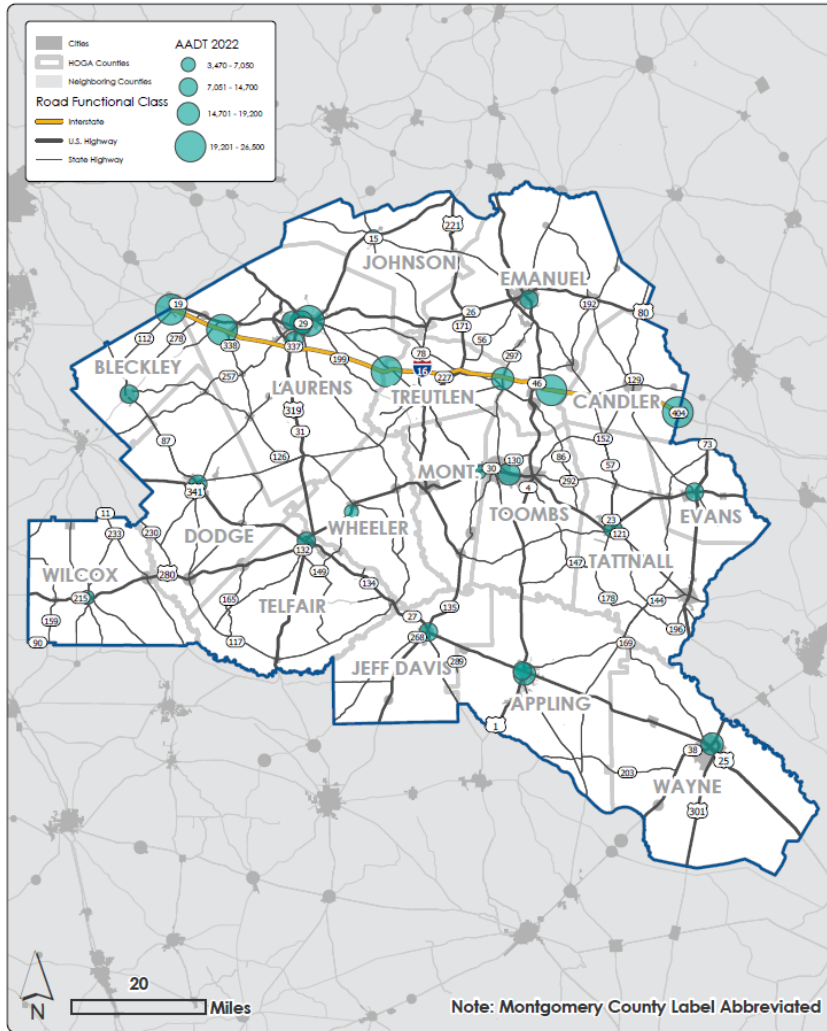 Cities
HOGA Counties
Neighboring Counties
Road Functional Class
Interstate
U.S. Highway
State Highway
AADT 2022
3,470 - 7,050
7,051 - 14,700
14,701 - 19,200
19,201 - 26,500
221
15
JOHNSON
EMANUEL
19
192
80
29
26
112
278
338
337
171
56
297
199
78
16
227
46
129
BLECKLEY
257
LAURENS
TREUTLEN
CANDLER
404
319
31
87
152
73
126
86
57
MONT.
30
130
292
341
4
11
233
230
DODGE
WHEELER
TOOMBS
EVANS
23
121
132
TATTNALL
WILCOX
280
149
134
147
215
165
TELFAIR
178
144
159
27
135
196
90
117
268
169
JEFF DAVIS
289
APPLING
1
38
25
203
WAYNE
301
20
N
Miles
Note: Montgomery County Label Abbreviated